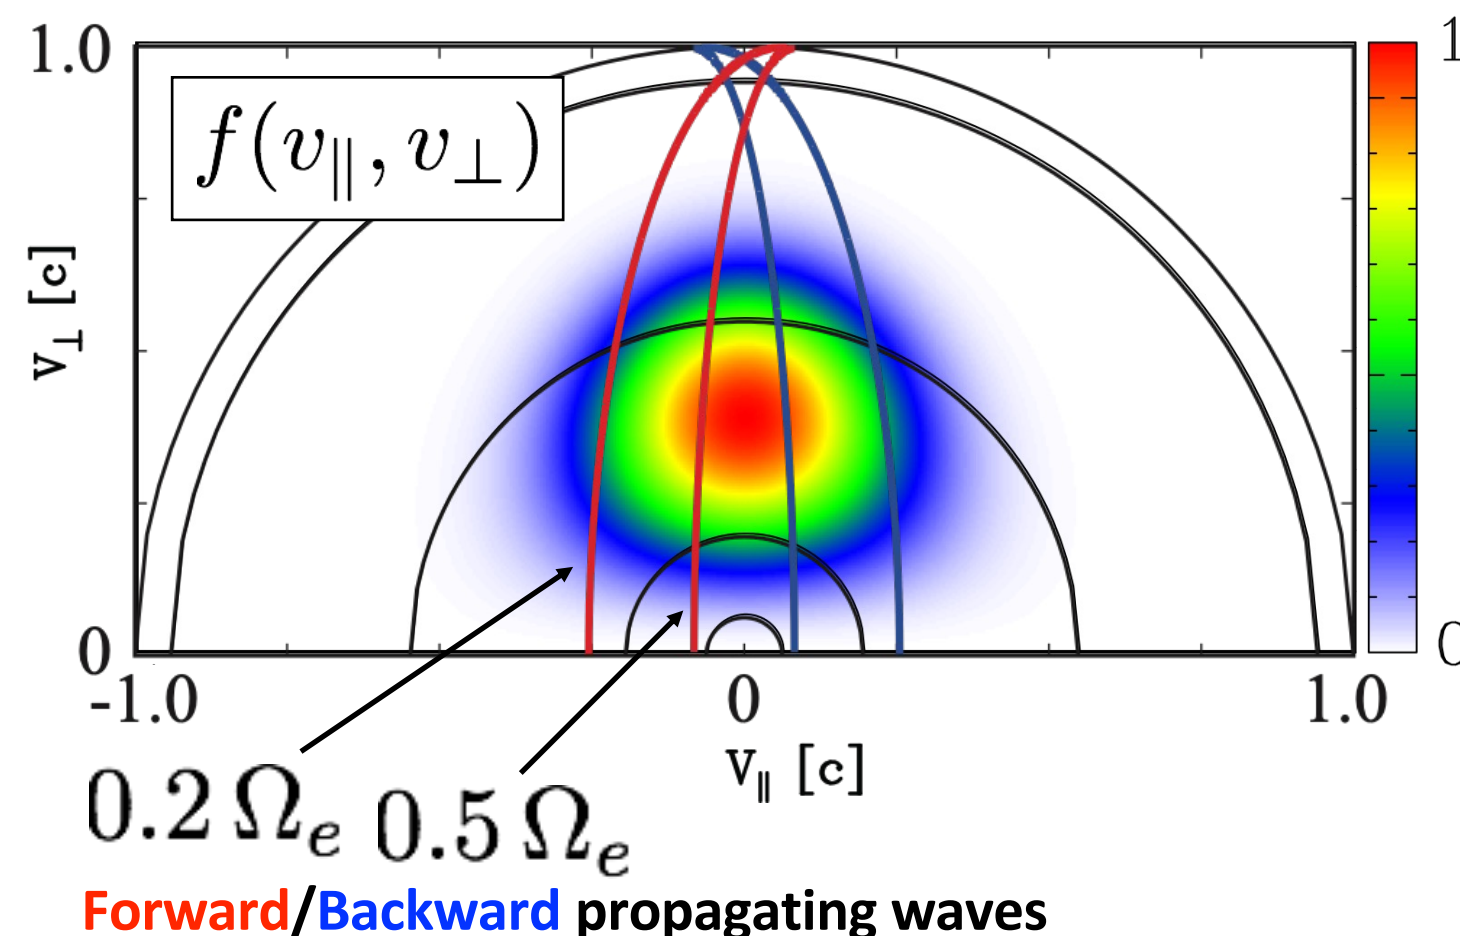 1.0
1
f(v∥, v⊥)
V⊥ [c]
0
0
-1.0
0
1.0
V∥ [c]
0.2 Ωe
0.5 Ωe
Forward/Backward propagating waves